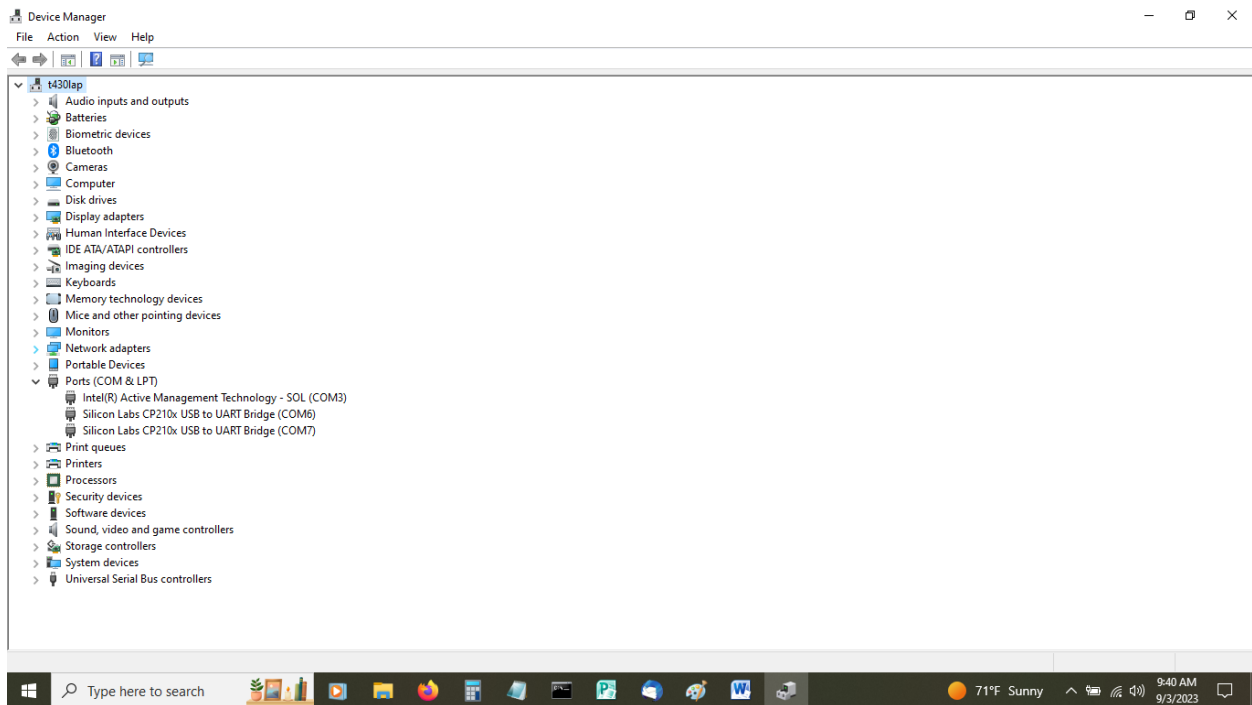 Device Manager
File Action View Help
t430lap
Audio inputs and outputs
Batteries
Biometric devices
Bluetooth
Cameras
Computer
Disk drives
Display adapters
Human Interface Devices
IDE ATA/ATAPI controllers
Imaging devices
Keyboards
Memory technology devices
Mice and other pointing devices
Monitors
Network adapters
Portable Devices
Ports (COM & LPT)
Intel(R) Active Management Technology - SOL (COM3)
Silicon Labs CP210x USB to UART Bridge (COM6)
Silicon Labs CP210x USB to UART Bridge (COM7)
Print queues
Printers
Processors
Security devices
Software devices
Sound, video and game controllers
Storage controllers
System devices
Universal Serial Bus controllers
Type here to search
71°F Sunny
9:40 AM
9/3/2023